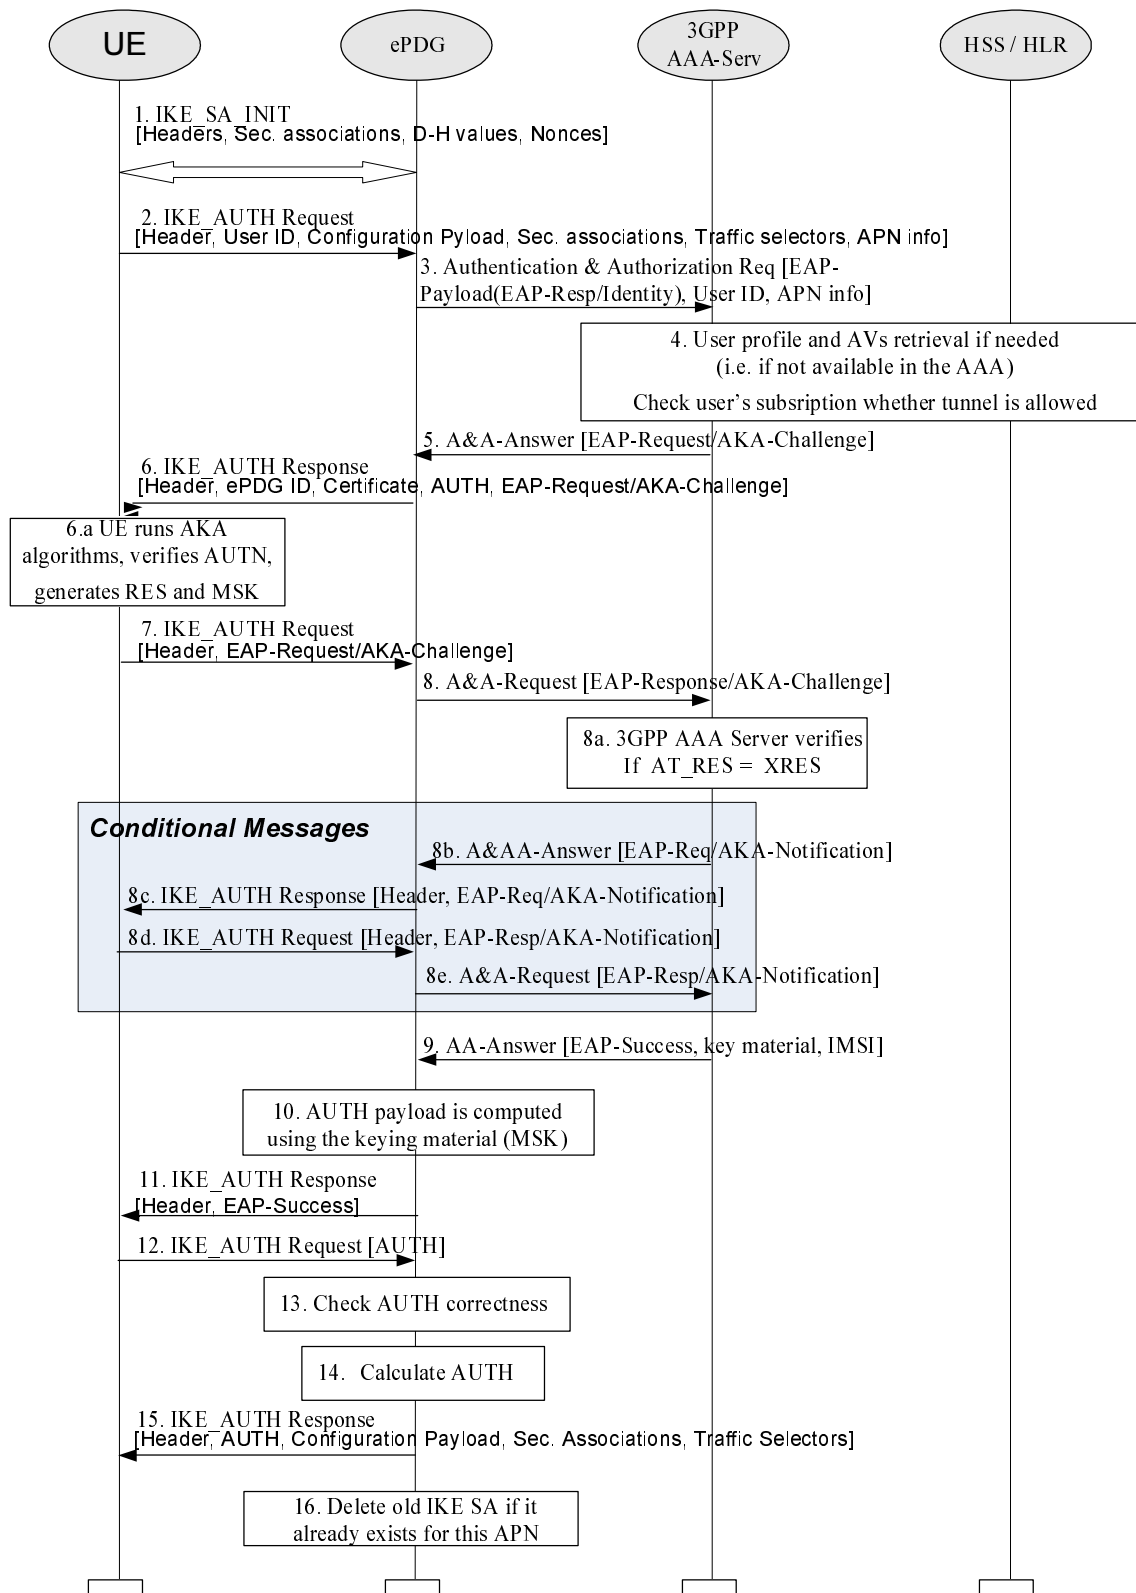 UE
ePDG
3GPP
AAA-Serv
HSS / HLR
1. IKE_SA_INIT
[Headers, Sec. associations, D-H values, Nonces]
2. IKE_AUTH Request
[Header, User ID, Configuration Pyload, Sec. associations, Traffic selectors, APN info]
3. Authentication & Authorization Req [EAP-
Payload(EAP-Resp/Identity), User ID, APN info]
4. User profile and AVs retrieval if needed
(i.e. if not available in the AAA)
Check user's subsription whether tunnel is allowed
5. A&A-Answer [EAP-Request/AKA-Challenge]
6. IKE_AUTH Response
[Header, ePDG ID, Certificate, AUTH, EAP-Request/AKA-Challenge]
6.a UE runs AKA
algorithms, verifies AUTN,
generates RES and MSK
7. IKE_AUTH Request
[Header, EAP-Request/AKA-Challenge]
8. A&A-Request [EAP-Response/AKA-Challenge]
8a. 3GPP AAA Server verifies
If AT_RES = XRES
Conditional Messages
8b. A&AA-Answer [EAP-Req/AKA-Notification]
8c. IKE_AUTH Response [Header, EAP-Req/AKA-Notification]
8d. IKE_AUTH Request [Header, EAP-Resp/AKA-Notification]
8e. A&A-Request [EAP-Resp/AKA-Notification]
9. AA-Answer [EAP-Success, key material, IMSI]
10. AUTH payload is computed
using the keying material (MSK)
11. IKE_AUTH Response
[Header, EAP-Success]
12. IKE_AUTH Request [AUTH]
13. Check AUTH correctness
14. Calculate AUTH
15. IKE_AUTH Response
[Header, AUTH, Configuration Payload, Sec. Associations, Traffic Selectors]
16. Delete old IKE SA if it
already exists for this APN